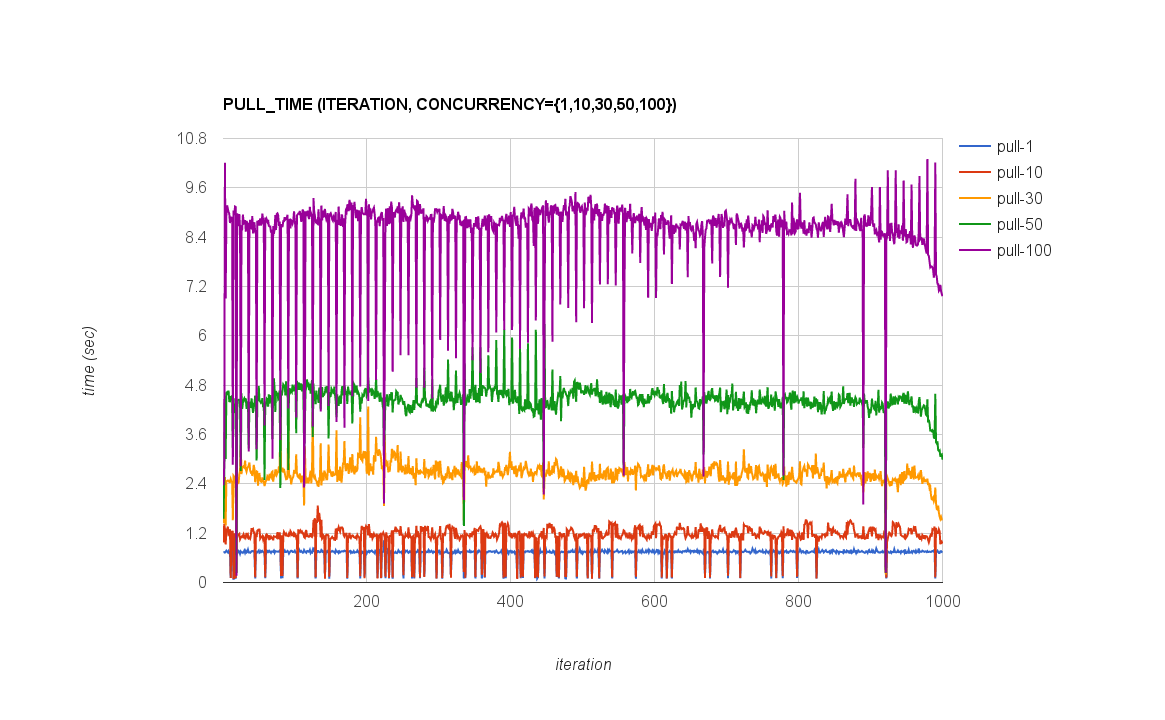 PULL_TIME (ITERATION, CONCURRENCY={1,10,30,50,100})
10.8
9.6
8.4
7.2
6
4.8
3.6
2.4
1.2
0
time (sec)
200
400
600
800
1000
iteration
pull-1
pull-10
pull-30
pull-50
pull-100